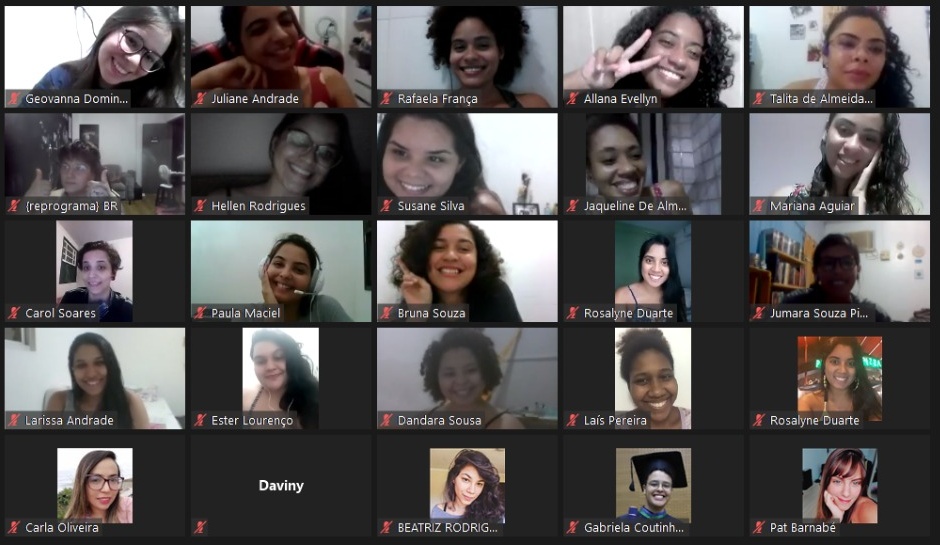 Geovanna Domin...
Juliane Andrade
Rafaela França
Allana Evellyn
Talita de Almeida...
{reprograma} BR
Hellen Rodrigues
Susane Silva
Jaqueline De Alm...
Mariana Aguiar
Carol Soares
Paula Maciel
Bruna Souza
Rosalyne Duarte
Jumara Souza Pi...
Larissa Andrade
Ester Lourenço
Dandara Sousa
Laís Pereira
Rosalyne Duarte
Carla Oliveira
Daviny
BEATRIZ RODRIG...
Gabriela Coutinh...
Pat Barnabé